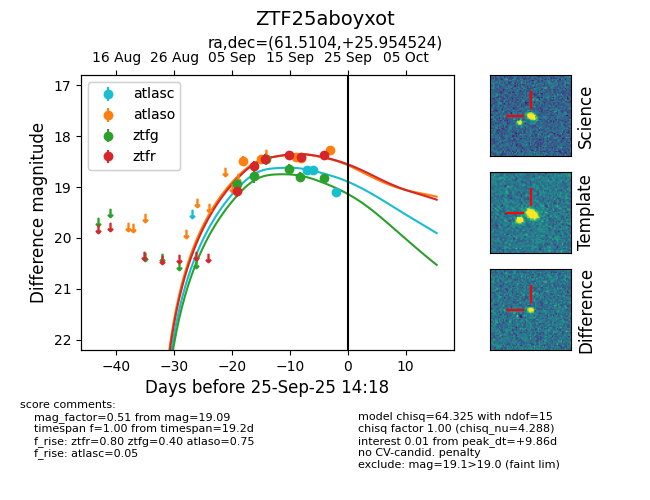 ZTF25aboyxot
ra,dec=(61.5104,+25.954524)
16 Aug 26 Aug 05 Sep 15 Sep 25 Sep 05 Oct
17
18
19
20
21
22
Difference magnitude
atlasc
atlaso
ztfg
ztfr
−40 −30 −20 −10 0 10
Days before 25-Sep-25 14:18
Science
Template
Difference
score comments:
mag_factor=0.51 from mag=19.09
timespan f=1.00 from timespan=19.2d
f_rise: ztfr=0.80 ztfg=0.40 atlaso=0.75
f_rise: atlasc=0.05
model chisq=64.325 with ndof=15
chisq factor 1.00 (chisq_nu=4.288)
interest 0.01 from peak_dt=+9.86d
no CV-candid. penalty
exclude: mag=19.1>19.0 (faint lim)